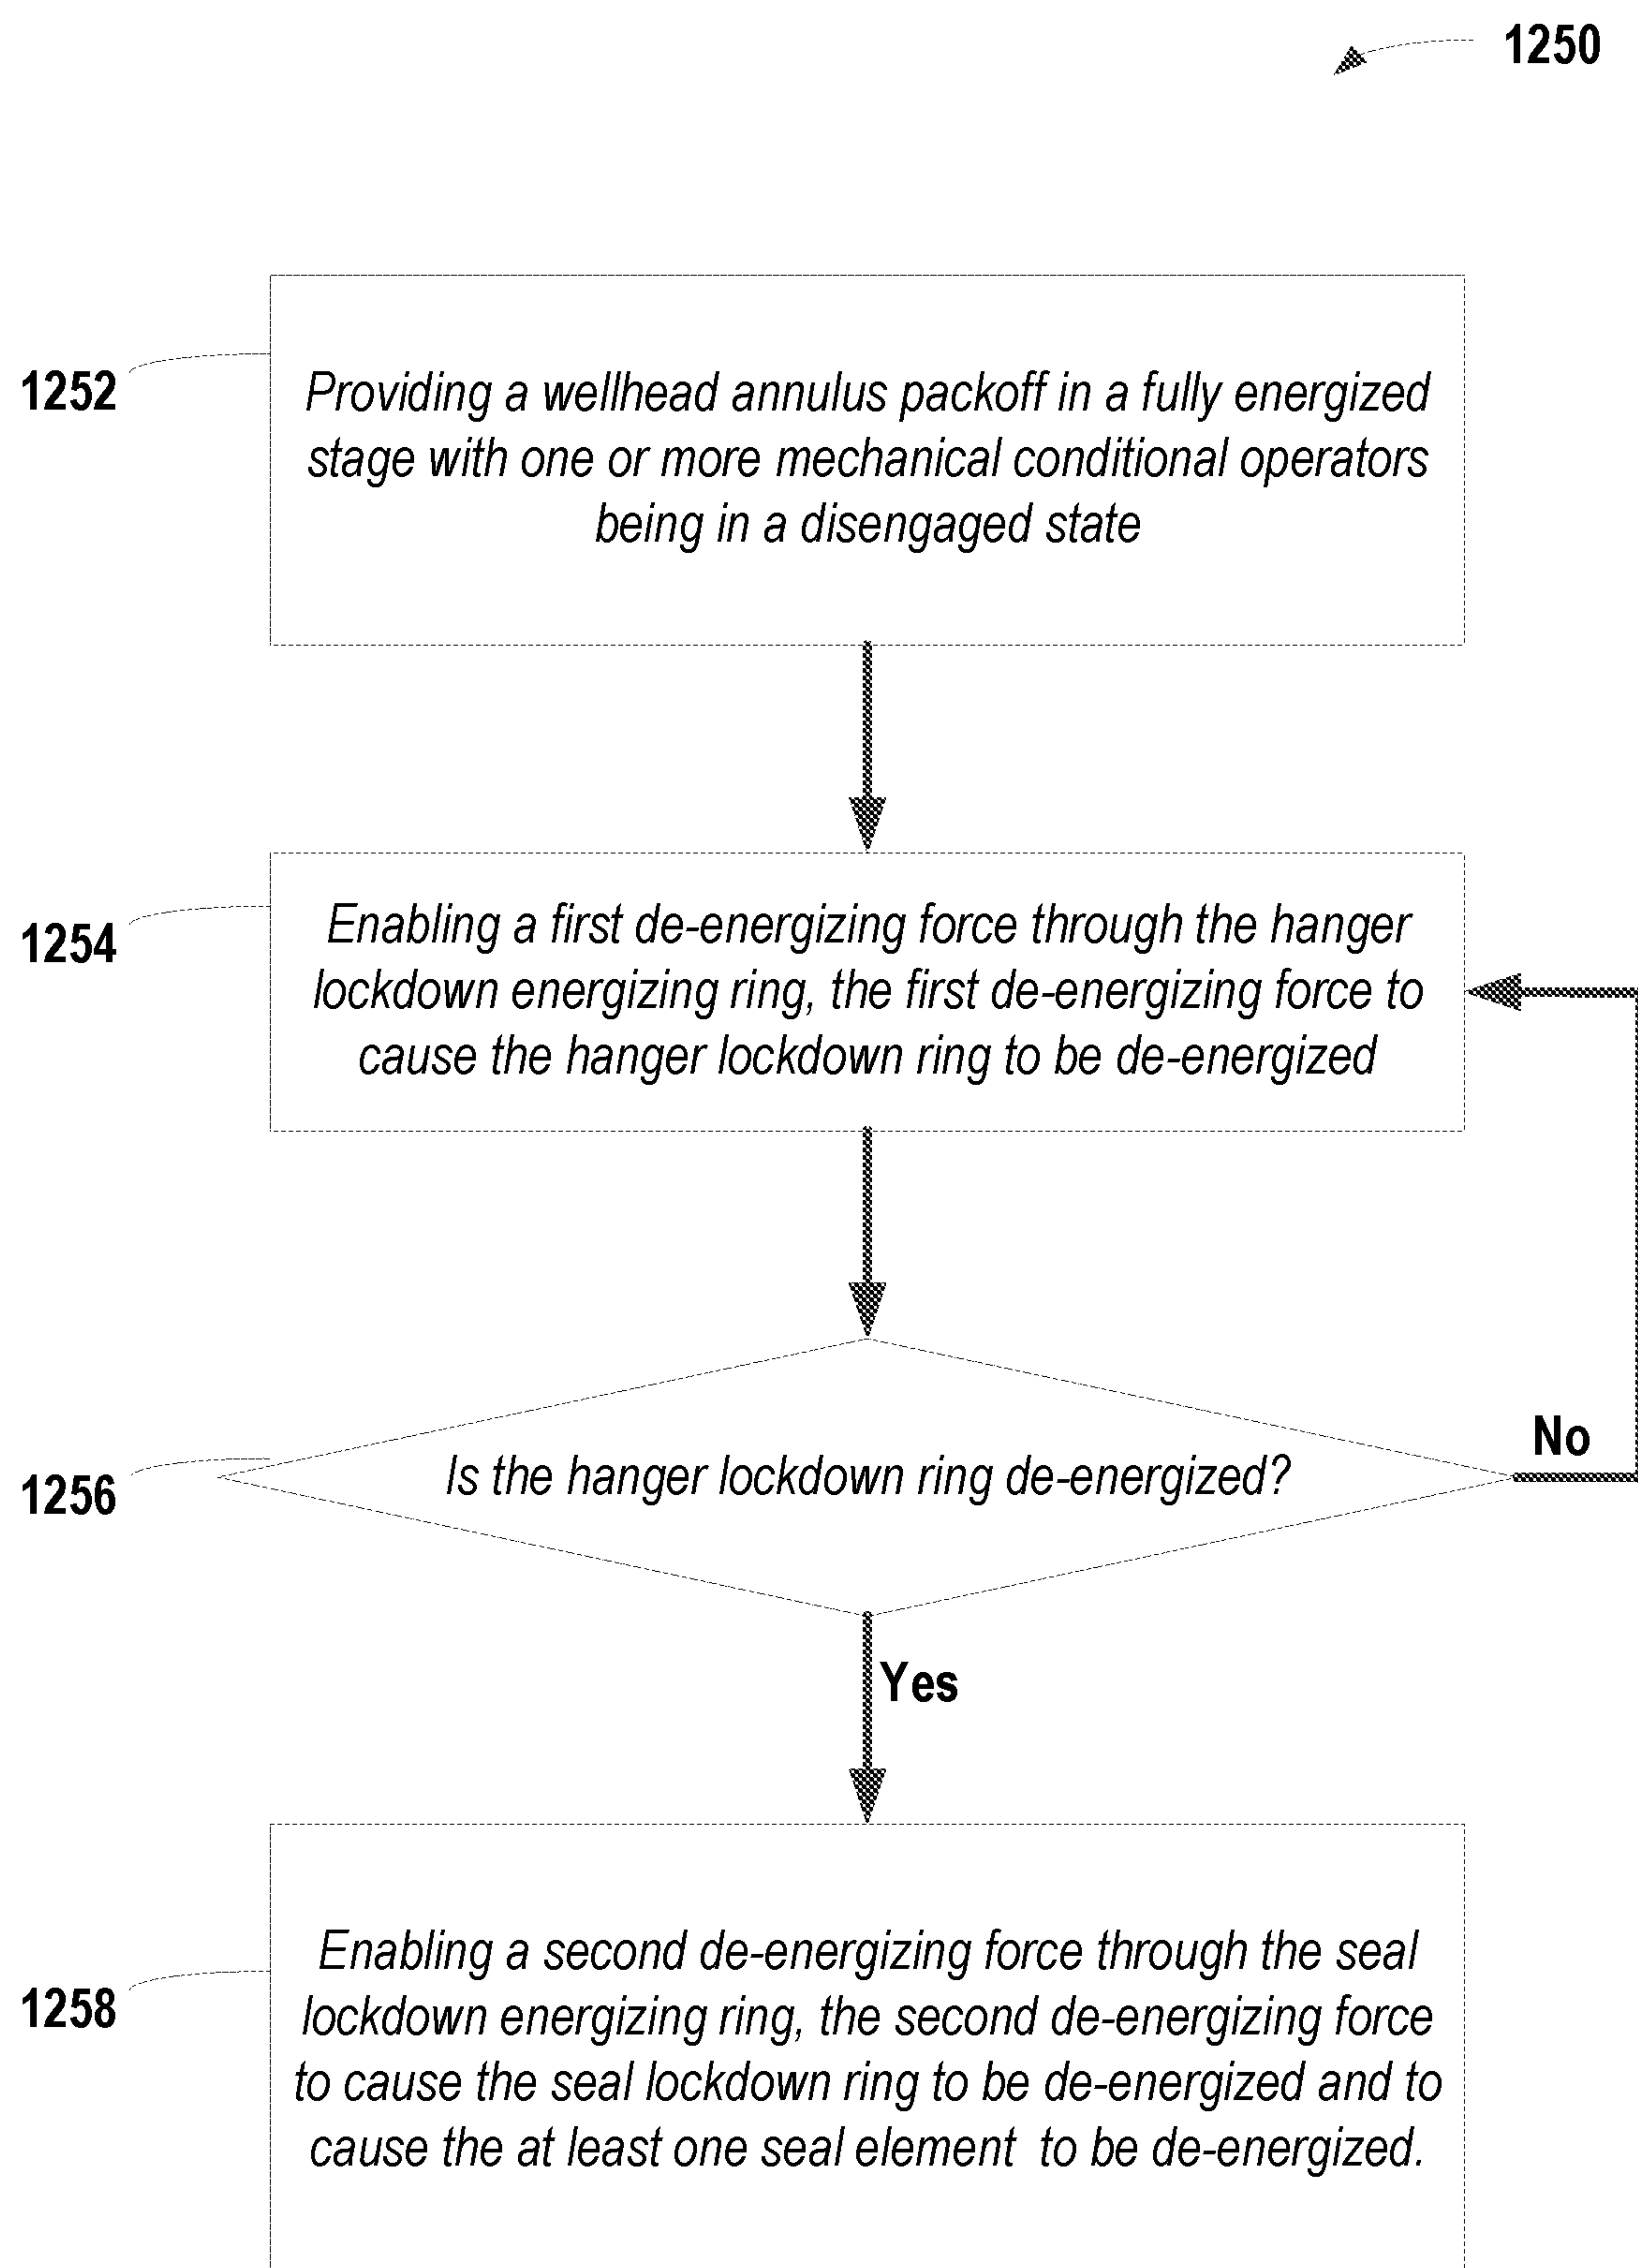 1250
1252
Providing a wellhead annulus packoff in a fully energized
stage with one or more mechanical conditional operators
being in a disengaged state
1254
Enabling a first de-energizing force through the hanger
lockdown energizing ring, the first de-energizing force to
cause the hanger lockdown ring to be de-energized
1256
Is the hanger lockdown ring de-energized?
No
Yes
1258
Enabling a second de-energizing force through the seal
lockdown energizing ring, the second de-energizing force
to cause the seal lockdown ring to be de-energized and to
cause the at least one seal element to be de-energized.